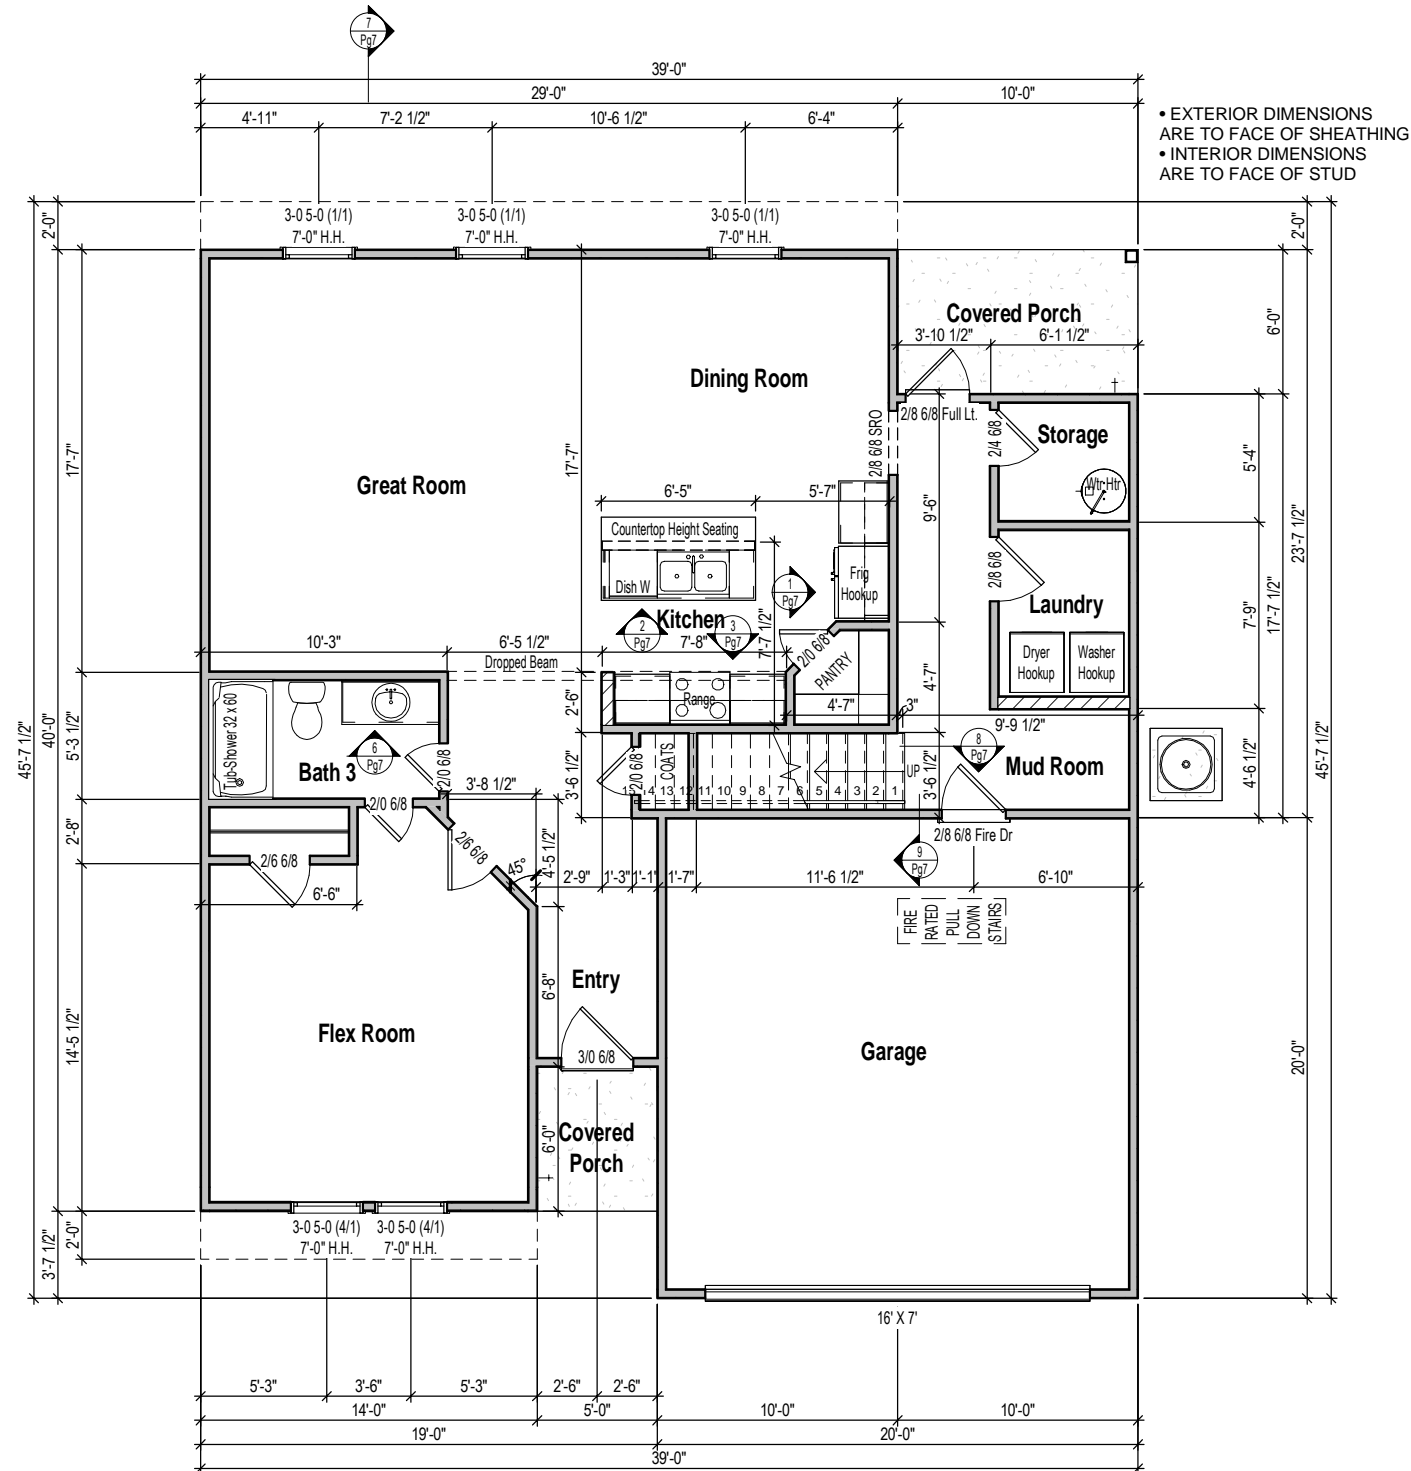 7
Pg7
39'-0"
29'-0"
10'-0"
4'-11"
7'-2 1/2"
10'-6 1/2"
6'-4"
• EXTERIOR DIMENSIONS
ARE TO FACE OF SHEATHING
• INTERIOR DIMENSIONS
ARE TO FACE OF STUD
2'-0"
3-0 5-0 (1/1)
7'-0" H.H.
3-0 5-0 (1/1)
7'-0" H.H.
3-0 5-0 (1/1)
7'-0" H.H.
2'-0"
Covered Porch
3'-10 1/2"
6'-1 1/2"
6'-0"
Dining Room
2/8 6/8 Full Lt.
2/8 6/8 SRO
2/4 6/8
Storage
Wtr Htr
5'-4"
17'-7"
17'-7"
Great Room
6'-5"
5'-7"
9'-6"
23'-7 1/2"
Countertop Height Seating
Dish W
Frig
Hookup
1
Pg7
2/8 6/8
Laundry
Kitchen
2
Pg7
3
Pg7
7'-7 1/2"
7'-9"
17'-7 1/2"
10'-3"
6'-5 1/2"
7'-8"
Dropped Beam
2/0 6/8
PANTRY
4'-7"
4'-7"
3"
Dryer
Hookup
Washer
Hookup
Range
2'-6"
9'-9 1/2"
Tub-Shower 32 x 60
6
Pg7
Bath 3
2/0 6/8
2/0 6/8
3'-8 1/2"
3'-6 1/2"
2/0 6/8
COATS
4 13 12 11 10 9 8 7 6 5 4 3 2 1
UP
3'-6 1/2"
8
Pg7
Mud Room
4'-6 1/2"
45'-7 1/2"
40'-0"
5'-3 1/2"
45'-7 1/2"
2'-8"
2/6 6/8
6'-6"
2/6 6/8
45°
4'-5 1/2"
2/8 6/8 Fire Dr
9
Pg7
2'-9"
1'-3"
1'-1"
1'-7"
11'-6 1/2"
6'-10"
FIRE
RATED
PULL
DOWN
STAIRS
Entry
6'-8"
Flex Room
14'-5 1/2"
3/0 6/8
Garage
20'-0"
Covered
Porch
6'-0"
3-0 5-0 (4/1)
7'-0" H.H.
3-0 5-0 (4/1)
7'-0" H.H.
2'-0"
3'-7 1/2"
16' X 7'
5'-3"
3'-6"
5'-3"
2'-6"
2'-6"
14'-0"
5'-0"
10'-0"
10'-0"
19'-0"
20'-0"
39'-0"